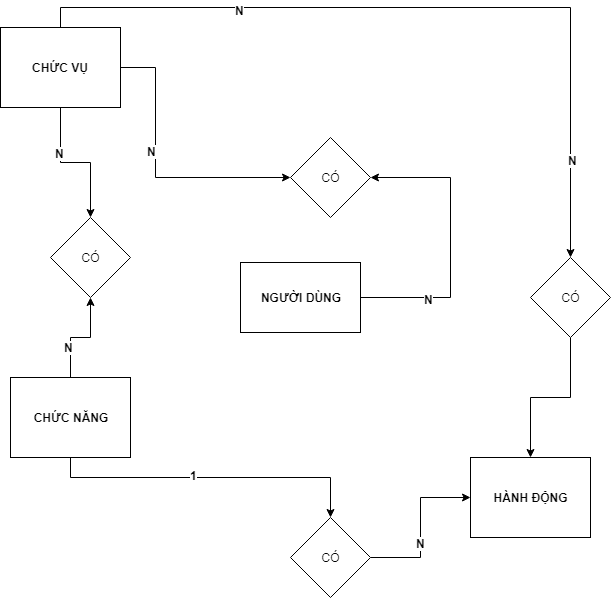 N
CHỨC VỤ
N
N
N
CÓ
CÓ
NGƯỜI DÙNG
N
CÓ
N
CHỨC NĂNG
1
HÀNH ĐỘNG
N
CÓ